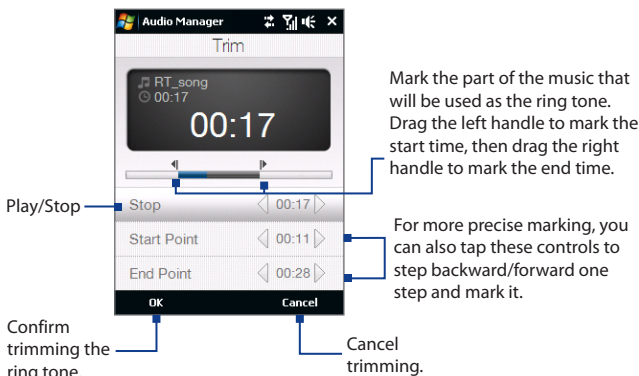 Audio Manager
Trim
RT_song
00:17
00:17
Mark the part of the music that
will be used as the ring tone.
Drag the left handle to mark the
start time, then drag the right
handle to mark the end time.
Play/Stop
Stop
00:17
Start Point
00:11
End Point
00:28
For more precise marking, you
can also tap these controls to
step backward/forward one
step and mark it.
OK
Cancel
Confirm
trimming the
ring tone
Cancel
trimming.